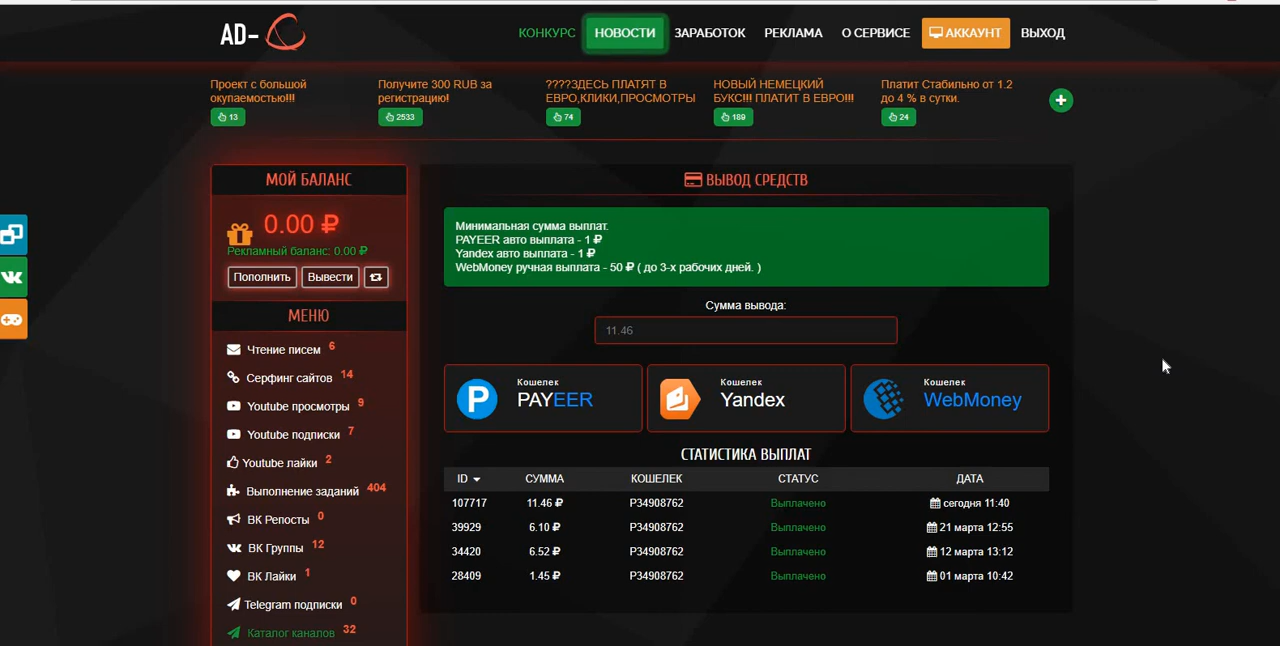 AD-
КОНКУРС НОВОСТИ ЗАРАБОТОК РЕКЛАМА О СЕРВИСЕ АККАУНТ ВЫХОД
Проект с большой
окупаемостью!!!
13
Получите 300 RUB за
регистрацию!
2533
????ЗДЕСЬ ПЛАТЯТ В
ЕВРО,КЛИКИ,ПРОСМОТРЫ
74
НОВЫЙ НЕМЕЦКИЙ
БУКС!!! ПЛАТИТ В ЕВРО!!!
189
Платит Стабильно от 1.2
до 4 % в сутки.
24
МОЙ БАЛАНС
0.00 ₽
Рекламный баланс: 0.00 ₽
Пополнить Вывести
МЕНЮ
Чтение писем 6
Серфинг сайтов 14
Youtube просмотры 9
Youtube подписки 7
Youtube лайки 2
Выполнение заданий 404
ВК Репосты 0
ВК Группы 12
ВК Лайки 1
Telegram подписки 0
Каталог каналов 32
ВЫВОД СРЕДСТВ
Минимальная сумма выплат.
PAYEER авто выплата - 1 ₽
Yandex авто выплата - 1 ₽
WebMoney ручная выплата - 50 ₽ ( до 3-х рабочих дней. )
Сумма вывода:
11.46
Кошелек
PAYEER
Кошелек
Yandex
Кошелек
WebMoney
СТАТИСТИКА ВЫПЛАТ
ID СУММА КОШЕЛЕК СТАТУС ДАТА
107717 11.46 ₽ P34908762 Выплачено сегодня 11:40
39929 6.10 ₽ P34908762 Выплачено 21 марта 12:55
34420 6.52 ₽ P34908762 Выплачено 12 марта 13:12
28409 1.45 ₽ P34908762 Выплачено 01 марта 10:42